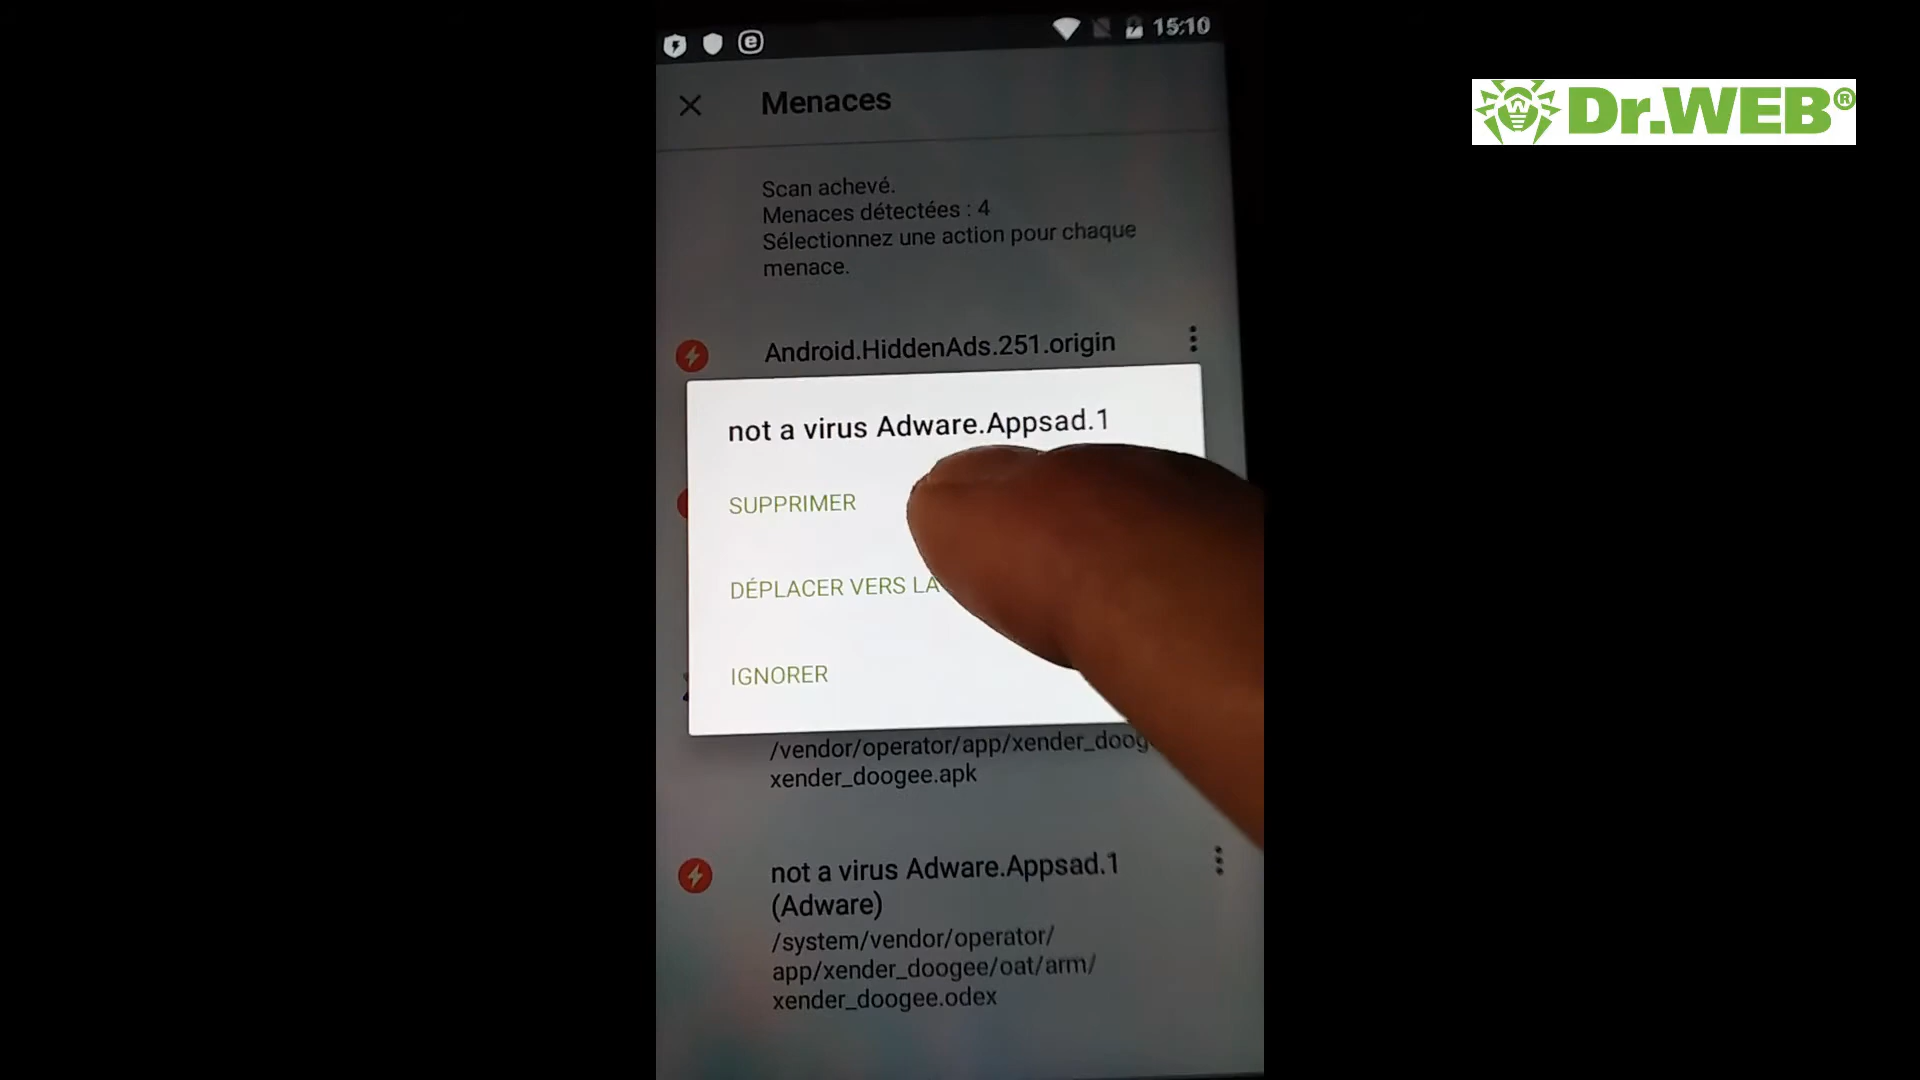 15:10
Dr.WEB®
Menaces
Scan achevé.
Menaces détectées : 4
Sélectionnez une action pour chaque
menace.
Android.HiddenAds.251.origin
not a virus Adware.Appsad.1
SUPPRIMER
DÉPLACER VERS LA
IGNORER
/vendor/operator/app/xender_doog
xender_doogee.apk
not a virus Adware.Appsad.1
(Adware)
/system/vendor/operator/
app/xender_doogee/oat/arm/
xender_doogee.odex